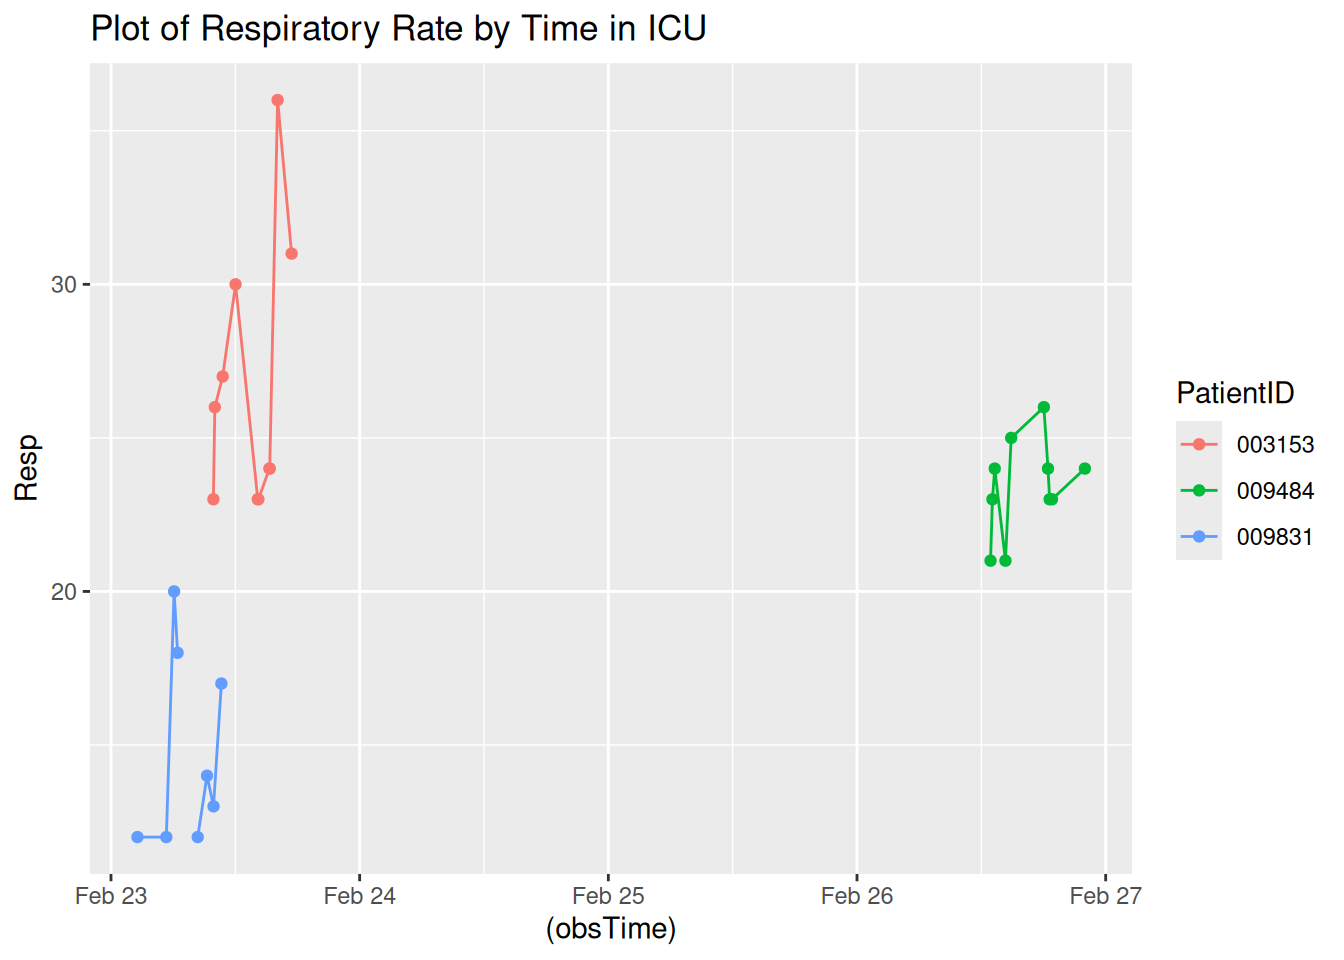 Plot of Respiratory Rate by Time in ICU
Resp
30
20
Feb 23
Feb 24
Feb 25
Feb 26
Feb 27
(obsTime)
PatientID
003153
009484
009831